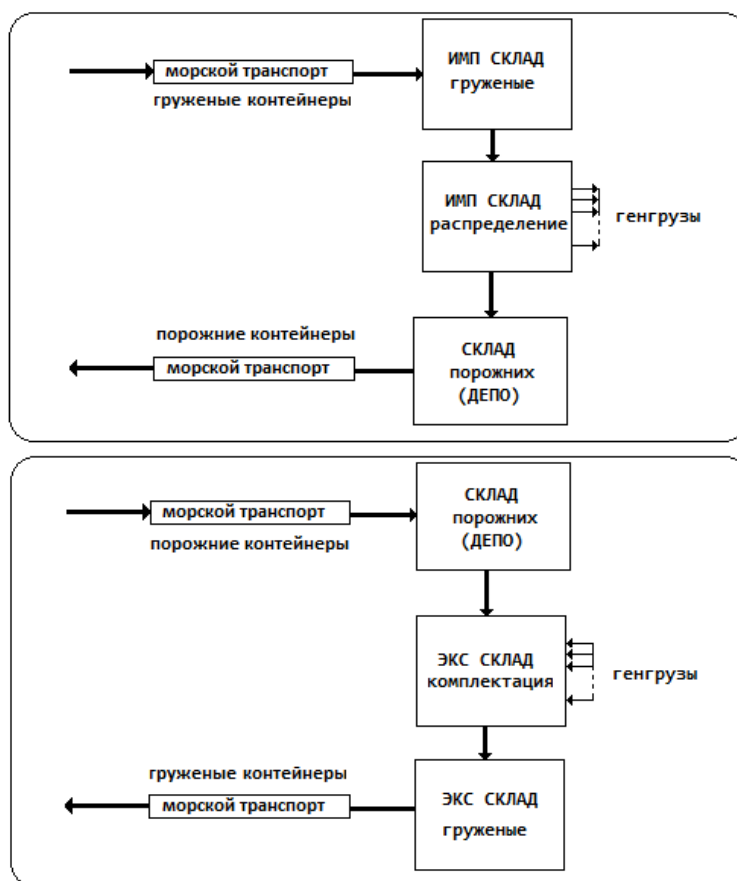 ИМП СКЛАД
груженые
морской транспорт
груженые контейнеры
ИМП СКЛАД
распределение
генгрузы
порожние контейнеры
морской транспорт
СКЛАД
порожних
(ДЕПО)
СКЛАД
порожних
(ДЕПО)
морской транспорт
порожние контейнеры
ЭКС СКЛАД
комплектация
генгрузы
груженые контейнеры
морской транспорт
ЭКС СКЛАД
груженые